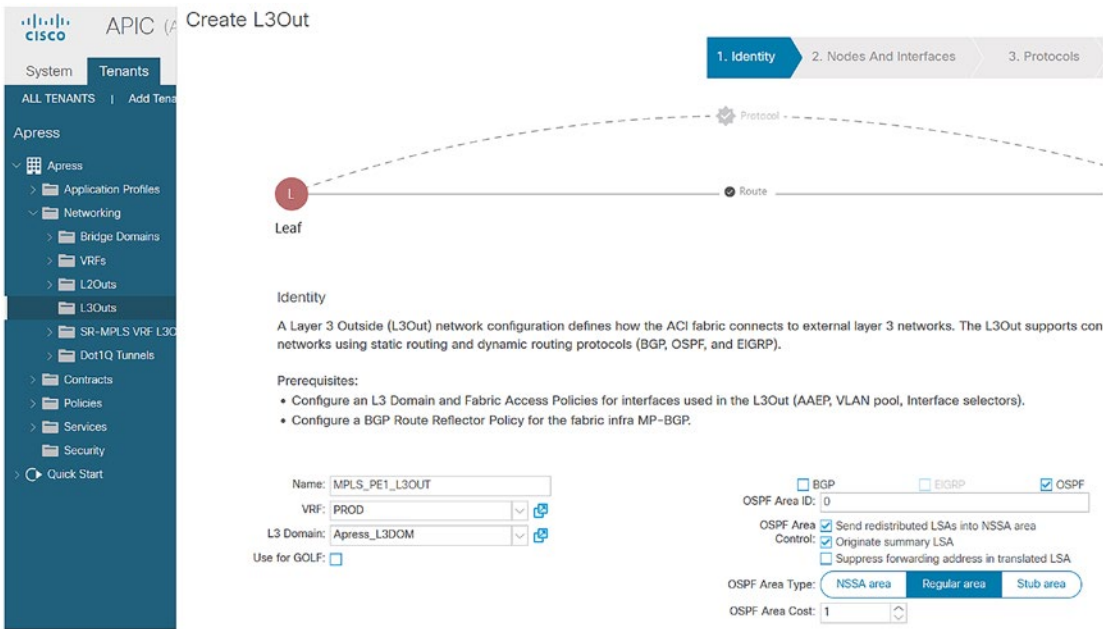 CISCO
APIC (A
Create L3Out
System
Tenants
1. Identity
2. Nodes And Interfaces
3. Protocols
ALL TENANTS | Add Tena
Protocol
Apress
Apress
Application Profiles
Networking
Bridge Domains
VRFs
L2Outs
L3Outs
SR-MPLS VRF L3O
Dot1Q Tunnels
Contracts
Policies
Services
Security
Quick Start
L
Route
Leaf
Identity
A Layer 3 Outside (L3Out) network configuration defines how the ACI fabric connects to external layer 3 networks. The L3Out supports con
networks using static routing and dynamic routing protocols (BGP, OSPF, and EIGRP).
Prerequisites:
• Configure an L3 Domain and Fabric Access Policies for interfaces used in the L3Out (AAEP, VLAN pool, Interface selectors).
• Configure a BGP Route Reflector Policy for the fabric infra MP-BGP.
Name: MPLS_PE1_L3OUT
VRF: PROD
L3 Domain: Apress_L3DOM
Use for GOLF:
BGP EIGRP OSPF
OSPF Area ID: 0
OSPF Area Control: Send redistributed LSAs into NSSA area
Originate summary LSA
Suppress forwarding address in translated LSA
OSPF Area Type: NSSA area Regular area Stub area
OSPF Area Cost: 1